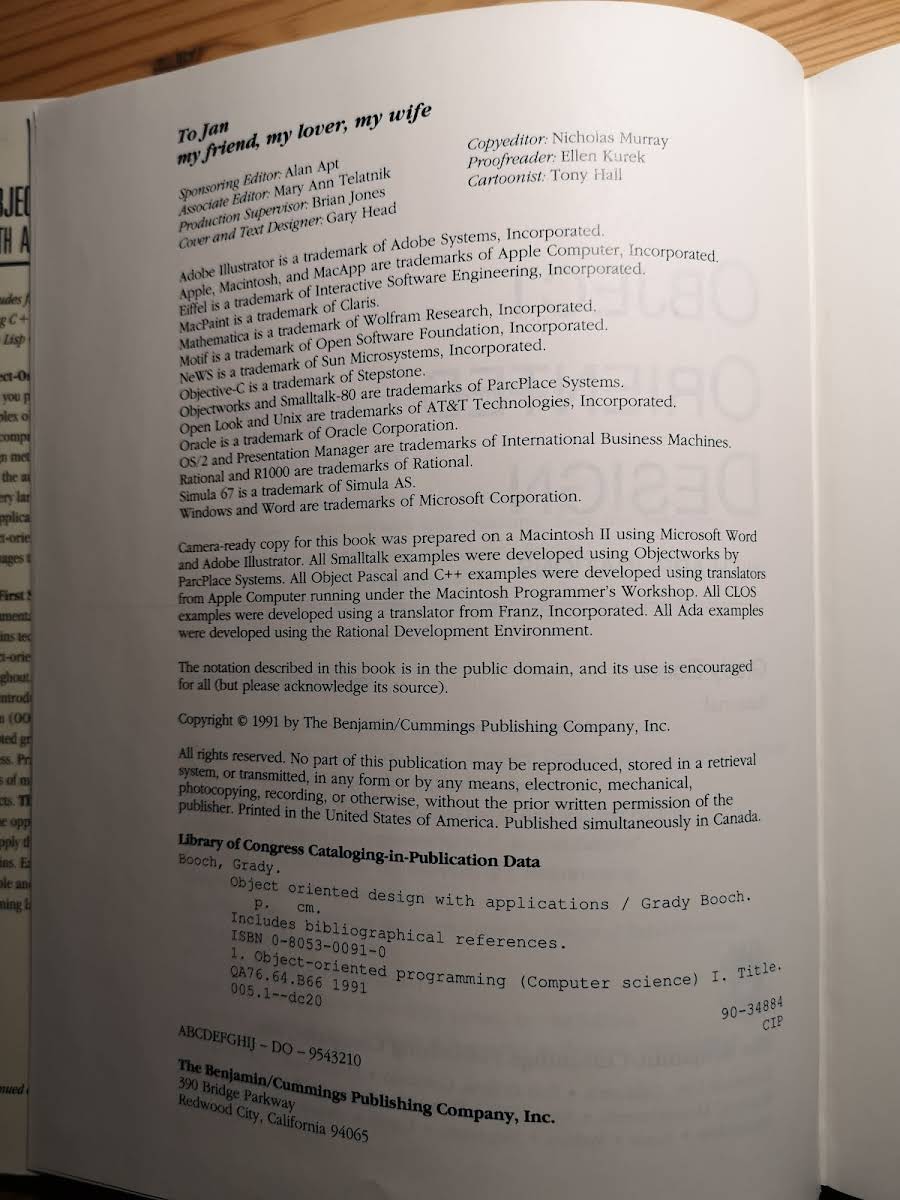 To Jan
my friend, my lover, my wife
Sponsoring Editor: Alan Apt
Associate Editor: Mary Ann Telatnik
Production Supervisor: Brian Jones
Cover and Text Designer: Gary Head
Copyeditor: Nicholas Murray
Proofreader: Ellen Kurek
Cartoonist: Tony Hall
Adobe Illustrator is a trademark of Adobe Systems, Incorporated.
Apple, Macintosh, and MacApp are trademarks of Apple Computer, Incorporated.
Eiffel is a trademark of Interactive Software Engineering, Incorporated.
MacPaint is a trademark of Claris.
Mathematica is a trademark of Wolfram Research, Incorporated.
Motif is a trademark of Open Software Foundation, Incorporated.
NeWS is a trademark of Sun Microsystems, Incorporated.
Objective-C is a trademark of Stepstone.
Objectworks and Smalltalk-80 are trademarks of ParcPlace Systems.
Open Look and Unix are trademarks of AT&T Technologies, Incorporated.
Oracle is a trademark of Oracle Corporation.
OS/2 and Presentation Manager are trademarks of International Business Machines.
Rational and R1000 are trademarks of Rational.
Simula 67 is a trademark of Simula AS.
Windows and Word are trademarks of Microsoft Corporation.
Camera-ready copy for this book was prepared on a Macintosh II using Microsoft Word
and Adobe Illustrator. All Smalltalk examples were developed using Objectworks by
ParcPlace Systems. All Object Pascal and C++ examples were developed using translators
from Apple Computer running under the Macintosh Programmer's Workshop. All CLOS
examples were developed using a translator from Franz, Incorporated. All Ada examples
were developed using the Rational Development Environment.
The notation described in this book is in the public domain, and its use is encouraged
for all (but please acknowledge its source).
Copyright © 1991 by The Benjamin/Cummings Publishing Company, Inc.
All rights reserved. No part of this publication may be reproduced, stored in a retrieval
system, or transmitted, in any form or by any means, electronic, mechanical,
photocopying, recording, or otherwise, without the prior written permission of the
publisher. Printed in the United States of America. Published simultaneously in Canada.
Library of Congress Cataloging-in-Publication Data
Booch, Grady.
Object oriented design with applications / Grady Booch.
p. cm.
Includes bibliographical references.
ISBN 0-8053-0091-0
1. Object-oriented programming (Computer science) I. Title.
QA76.64.B66 1991
005.1--dc20
90-34884
CIP
ABCDEFGHIJ – DO – 9543210
The Benjamin/Cummings Publishing Company, Inc.
390 Bridge Parkway
Redwood City, California 94065